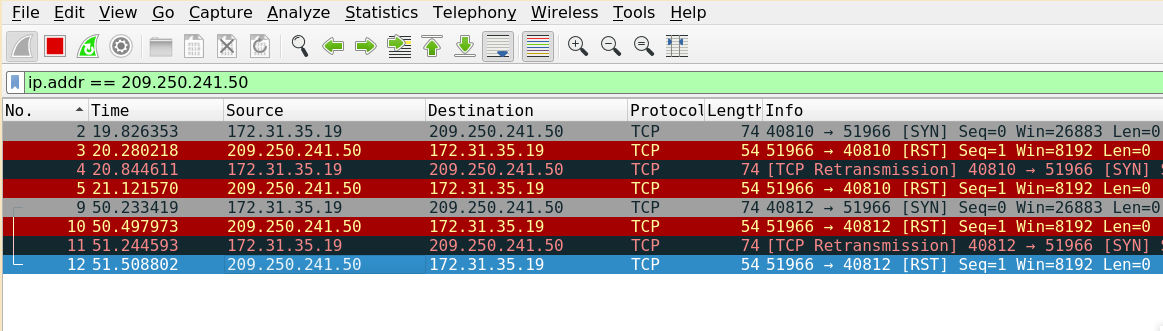 File Edit View Go Capture Analyze Statistics Telephony Wireless Tools Help
ip.addr == 209.250.241.50
No. Time Source Destination Protocol Length Info
2 19.826353 172.31.35.19 209.250.241.50 TCP 74 40810 → 51966 [SYN] Seq=0 Win=26883 Len=0
3 20.280218 209.250.241.50 172.31.35.19 TCP 54 51966 → 40810 [RST] Seq=1 Win=8192 Len=0
4 20.844611 172.31.35.19 209.250.241.50 TCP 74 [TCP Retransmission] 40810 → 51966 [SYN]
5 21.121570 209.250.241.50 172.31.35.19 TCP 54 51966 → 40810 [RST] Seq=1 Win=8192 Len=0
9 50.233419 172.31.35.19 209.250.241.50 TCP 74 40812 → 51966 [SYN] Seq=0 Win=26883 Len=0
10 50.497973 209.250.241.50 172.31.35.19 TCP 54 51966 → 40812 [RST] Seq=1 Win=8192 Len=0
11 51.244593 172.31.35.19 209.250.241.50 TCP 74 [TCP Retransmission] 40812 → 51966 [SYN]
12 51.508802 209.250.241.50 172.31.35.19 TCP 54 51966 → 40812 [RST] Seq=1 Win=8192 Len=0